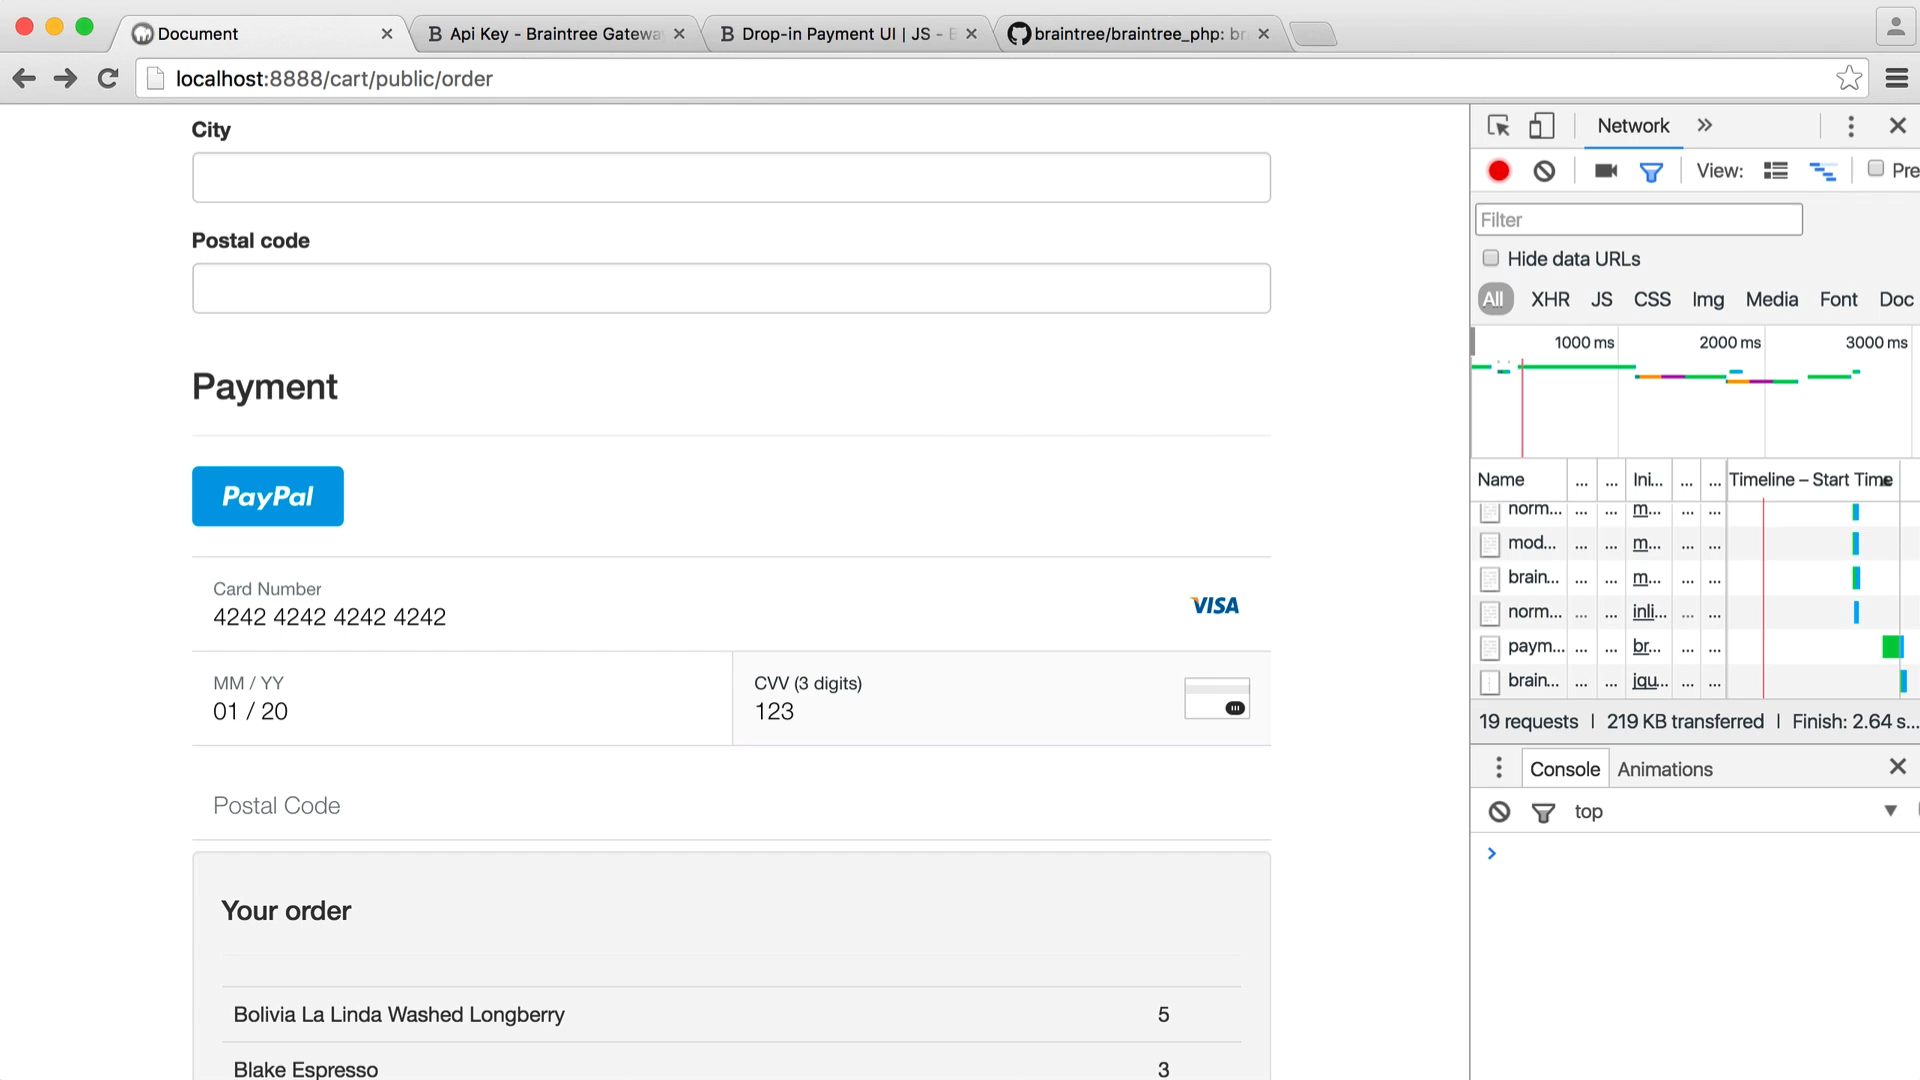 Document
Api Key - Braintree Gatewa
Drop-in Payment UI | JS - B
braintree/braintree_php: br
localhost:8888/cart/public/order
City
Postal code
Payment
PayPal
Card Number
4242 4242 4242 4242
VISA
MM / YY
01 / 20
CVV (3 digits)
123
Postal Code
Your order
Bolivia La Linda Washed Longberry 5
Blake Espresso 3
Network
View:
Pre
Filter
Hide data URLs
All XHR JS CSS Img Media Font Doc
1000 ms 2000 ms 3000 ms
Name ... ... Ini... ... ... Timeline – Start Time
norm... ... ... m... ... ...
mod... ... ... m... ... ...
brain... ... ... m... ... ...
norm... ... ... inli... ... ...
paym... ... ... br... ... ...
brain... ... ... jqu... ... ...
19 requests | 219 KB transferred | Finish: 2.64 s...
Console Animations
top